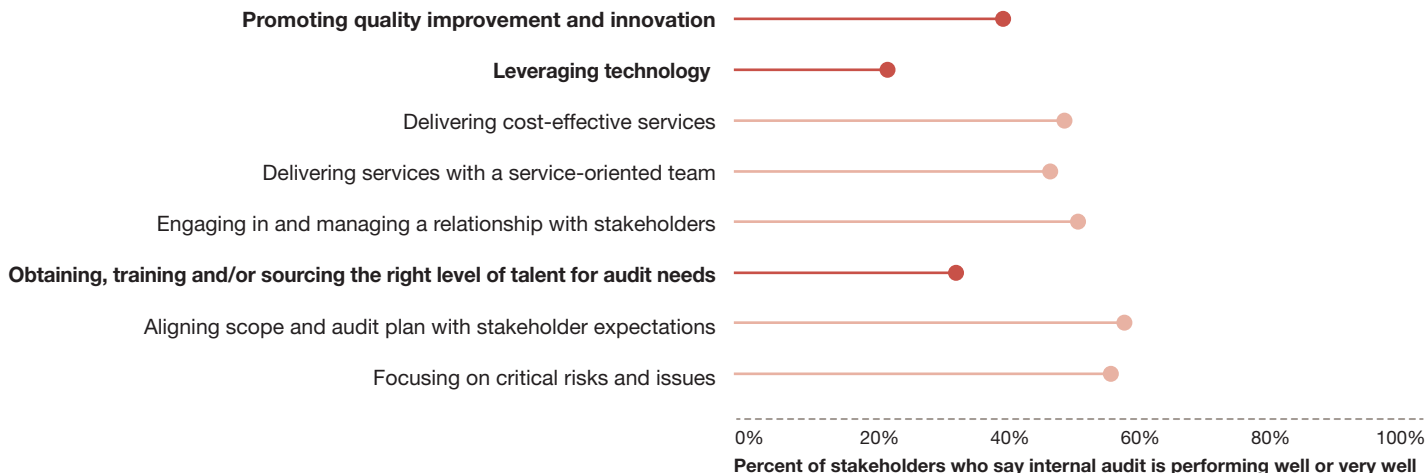 Promoting quality improvement and innovation
Leveraging technology
Delivering cost-effective services
Delivering services with a service-oriented team
Engaging in and managing a relationship with stakeholders
Obtaining, training and/or sourcing the right level of talent for audit needs
Aligning scope and audit plan with stakeholder expectations
Focusing on critical risks and issues
0% 20% 40% 60% 80% 100%
Percent of stakeholders who say internal audit is performing well or very well